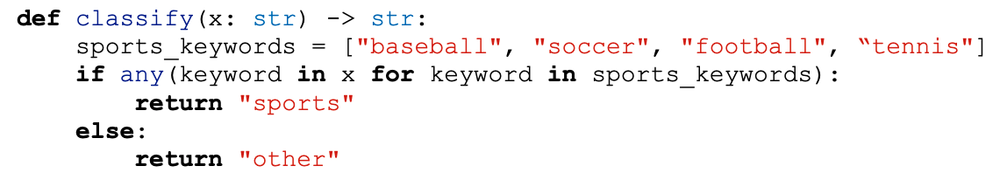 def classify(x: str) -> str:
    sports_keywords = ["baseball", "soccer", "football", “tennis"]
    if any(keyword in x for keyword in sports_keywords):
        return "sports"
    else:
        return "other"